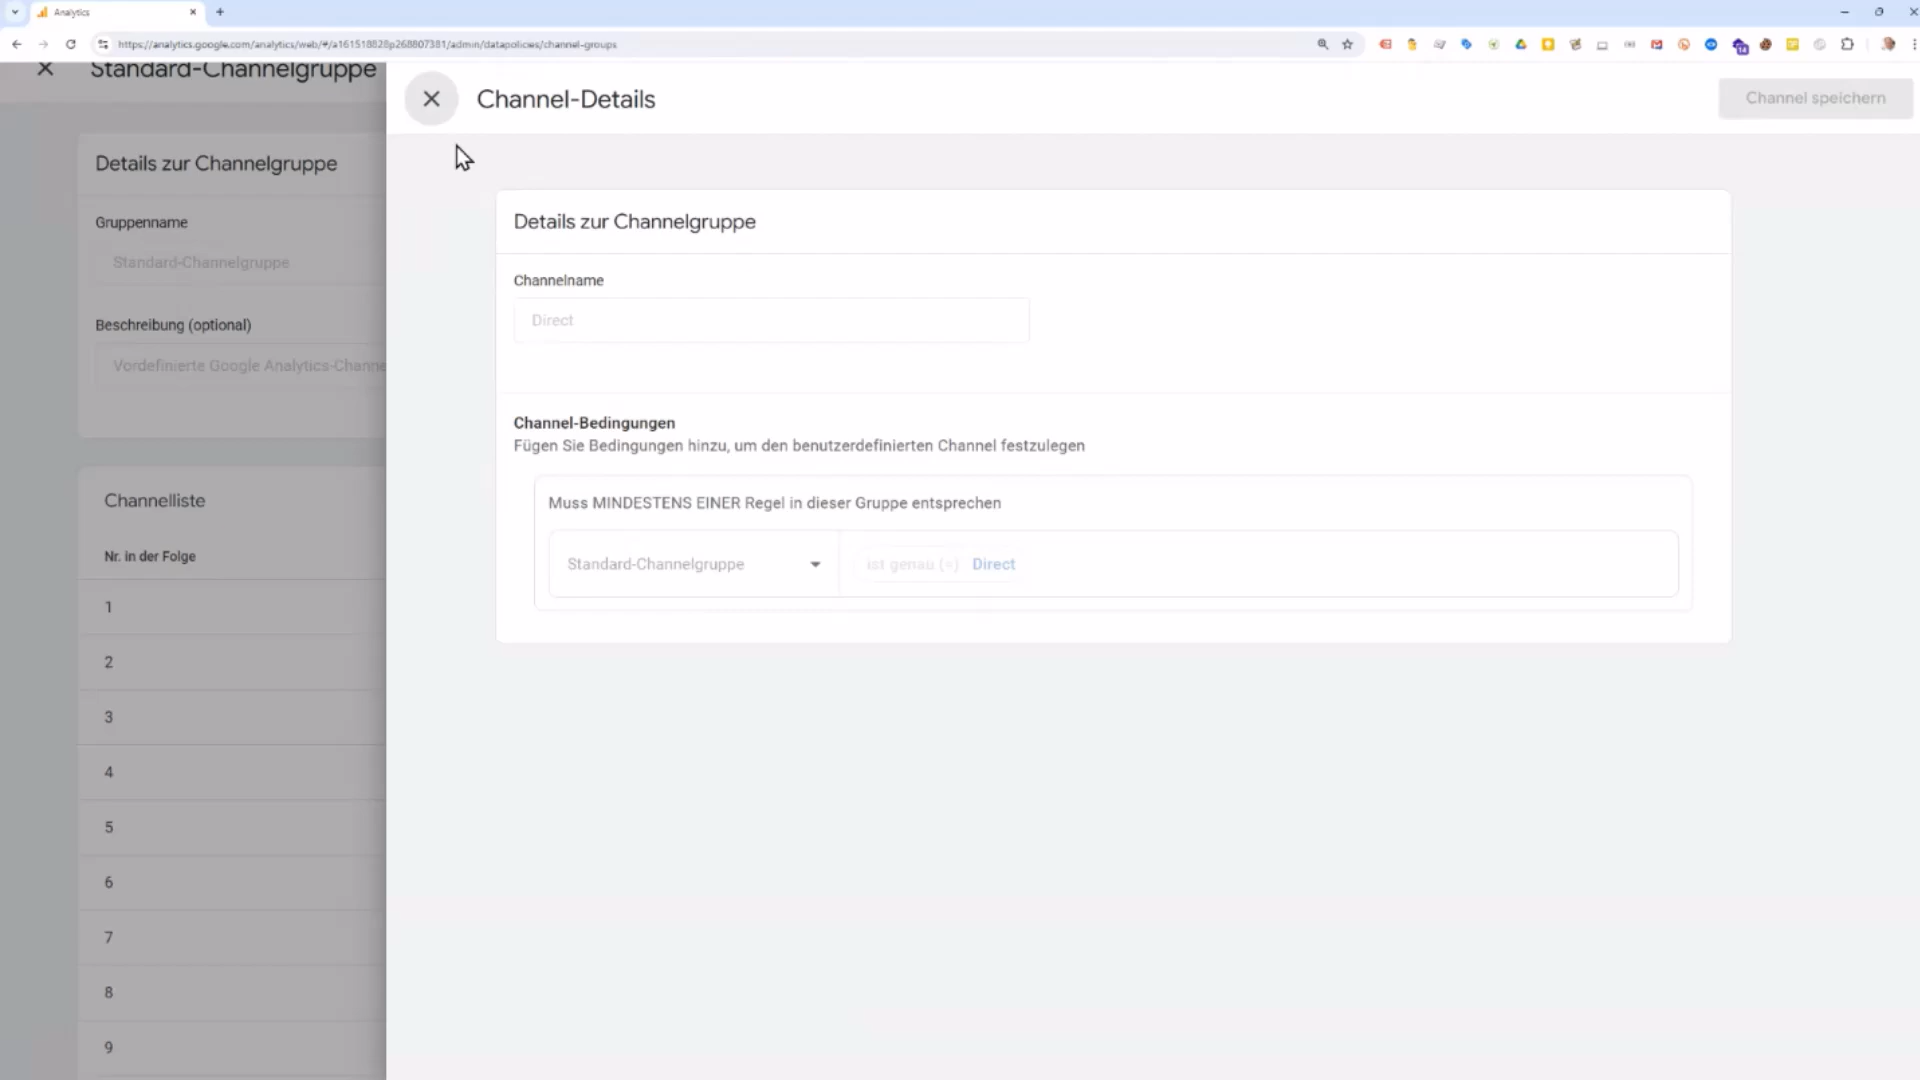 Analytics
https://analytics.google.com/analytics/web/#/a161518828p268807381/admin/datapolicies/channel-groups
Standard-Channelgruppe
Details zur Channelgruppe
Gruppenname
Standard-Channelgruppe
Beschreibung (optional)
Vordefinierte Google Analytics-Channe
Channelliste
Nr. in der Folge
1
2
3
4
5
6
7
8
9
Channel-Details
Channel speichern
Details zur Channelgruppe
Channelname
Direct
Channel-Bedingungen
Fügen Sie Bedingungen hinzu, um den benutzerdefinierten Channel festzulegen
Muss MINDESTENS EINER Regel in dieser Gruppe entsprechen
Standard-Channelgruppe
ist genau (=) Direct